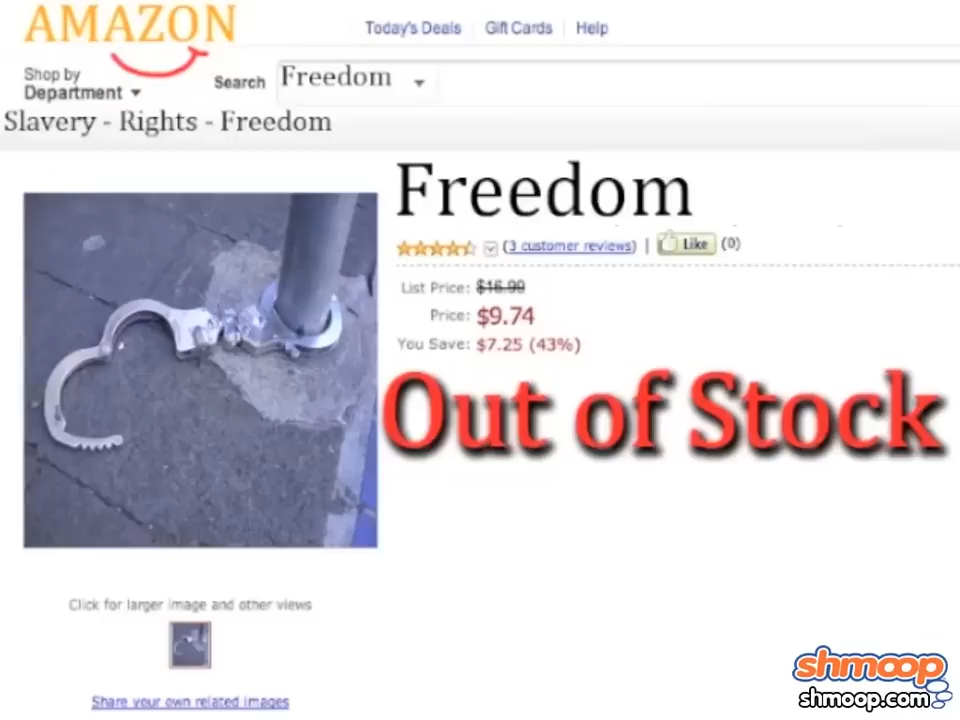 AMAZON
Today's Deals | Gift Cards | Help
Shop by
Department
Search Freedom
Slavery - Rights - Freedom
Freedom
(3 customer reviews) | Like (0)
List Price: $16.99
Price: $9.74
You Save: $7.25 (43%)
Out of Stock
Click for larger image and other views
Share your own related images
shmoop
shmoop.com